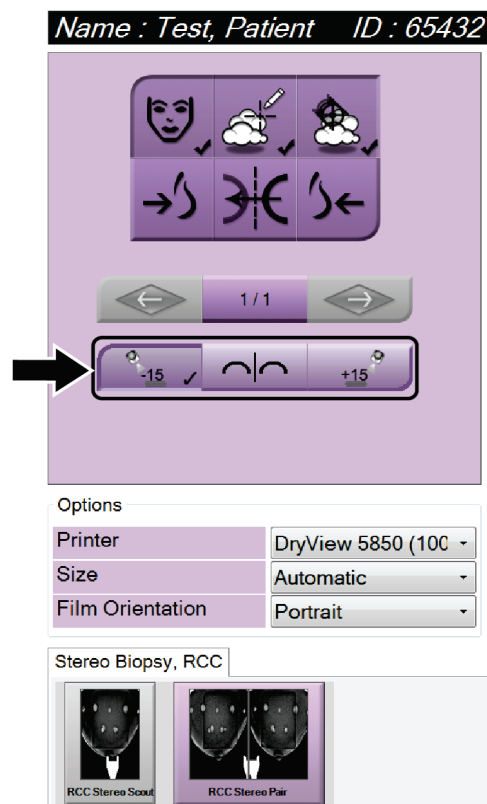 Name : Test, Patient ID : 65432
1 / 1
-15 +15
Options
Printer DryView 5850 (100
Size Automatic
Film Orientation Portrait
Stereo Biopsy, RCC
RCC Stereo Scout RCC Stereo Pair